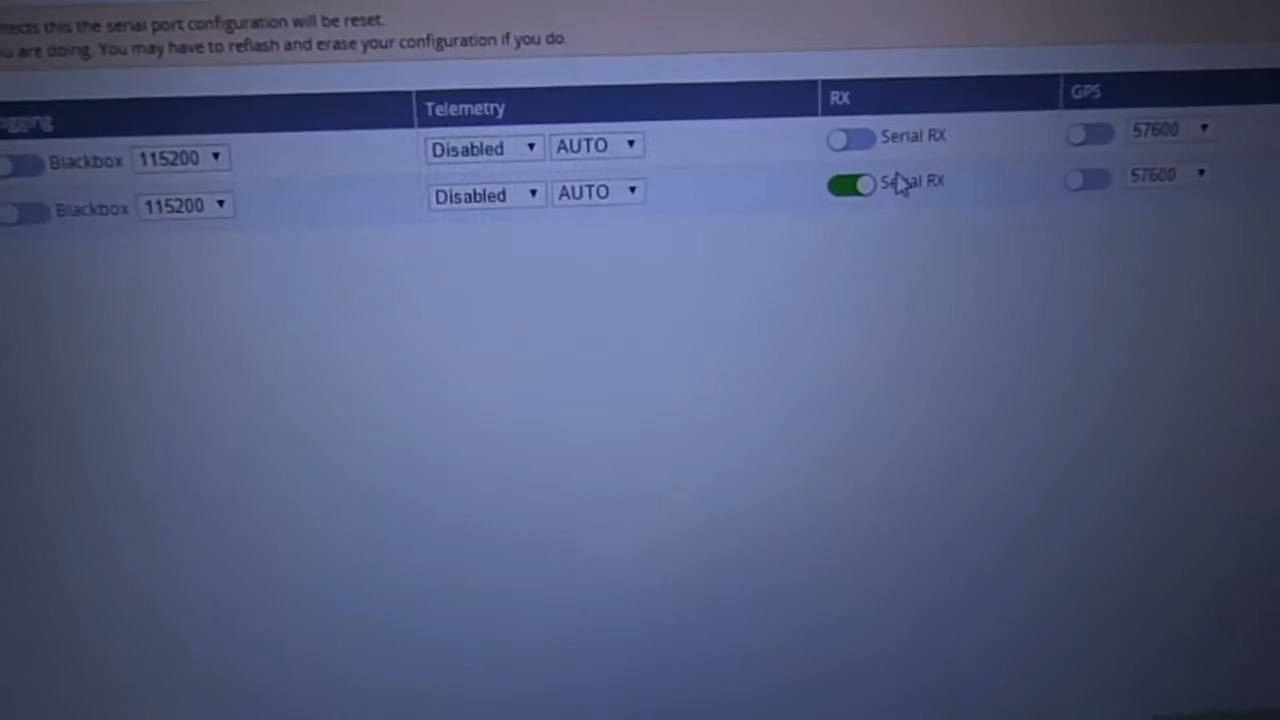 this the serial port configuration will be reset.
are doing. You may have to reflash and erase your configuration if you do.
Telemetry RX GPS
Blackbox 115200 Disabled AUTO Serial RX 57600
Blackbox 115200 Disabled AUTO Serial RX 57600